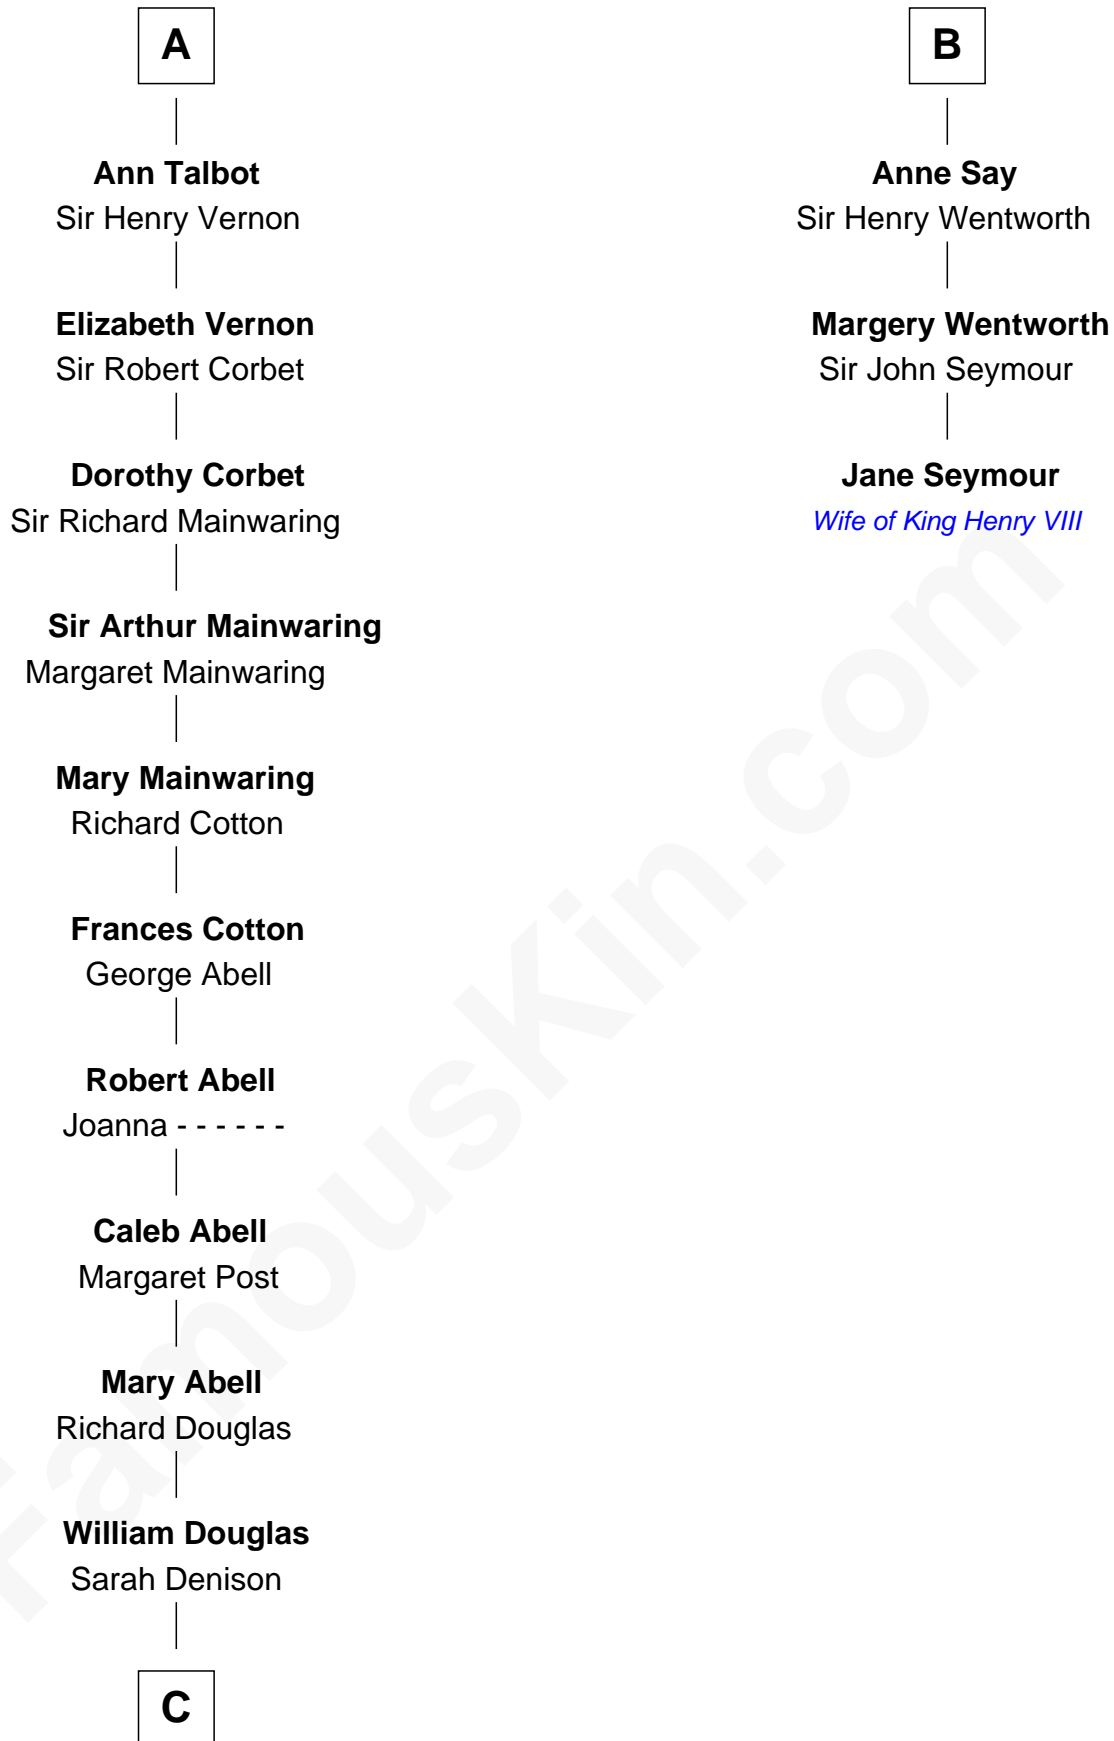 A
Ann Talbot
Sir Henry Vernon
Elizabeth Vernon
Sir Robert Corbet
Dorothy Corbet
Sir Richard Mainwaring
Sir Arthur Mainwaring
Margaret Mainwaring
Mary Mainwaring
Richard Cotton
Frances Cotton
George Abell
Robert Abell
Joanna - - - - - -
Caleb Abell
Margaret Post
Mary Abell
Richard Douglas
William Douglas
Sarah Denison
C
B
Anne Say
Sir Henry Wentworth
Margery Wentworth
Sir John Seymour
Jane Seymour
Wife of King Henry VIII
FamousKin.com